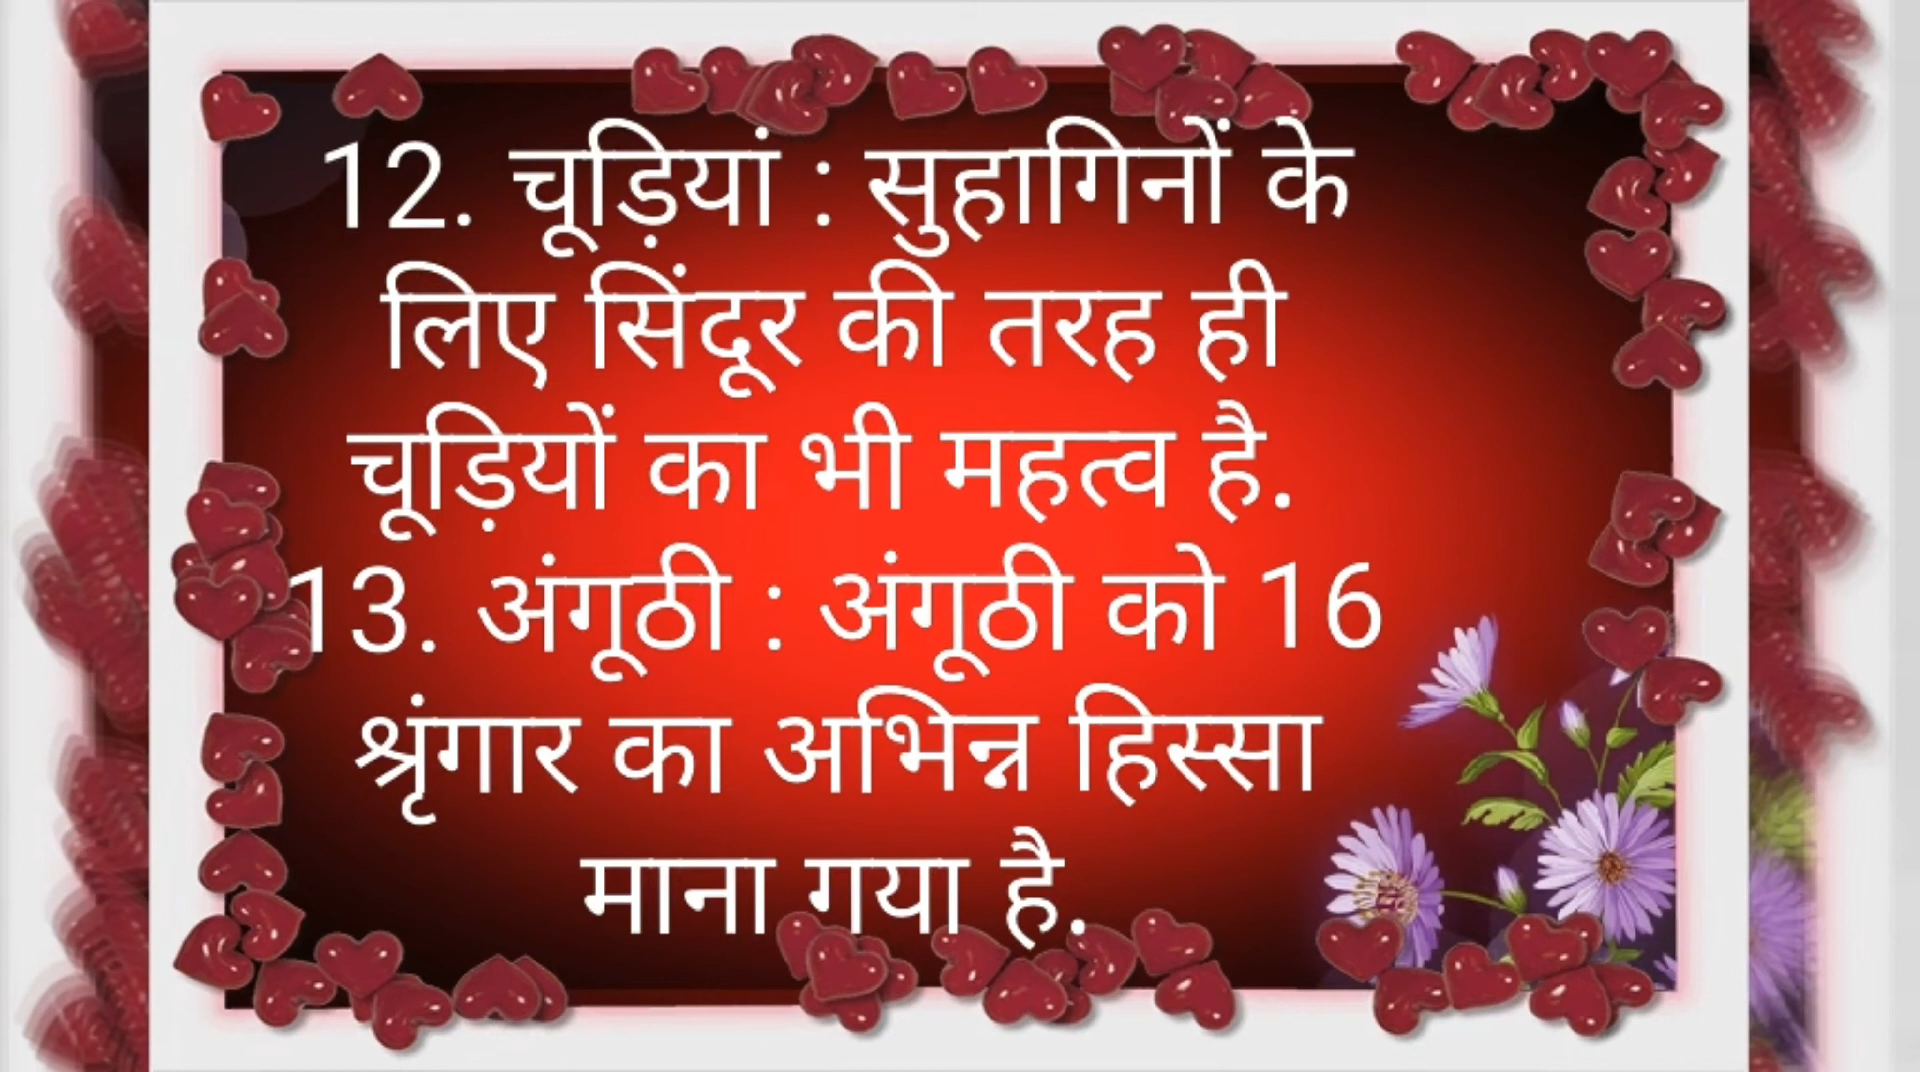 12. चूड़ियां : सुहागिनों के
लिए सिंदूर की तरह ही
चूड़ियों का भी महत्व है.
13. अंगूठी : अंगूठी को 16
श्रृंगार का अभिन्न हिस्सा
माना गया है.